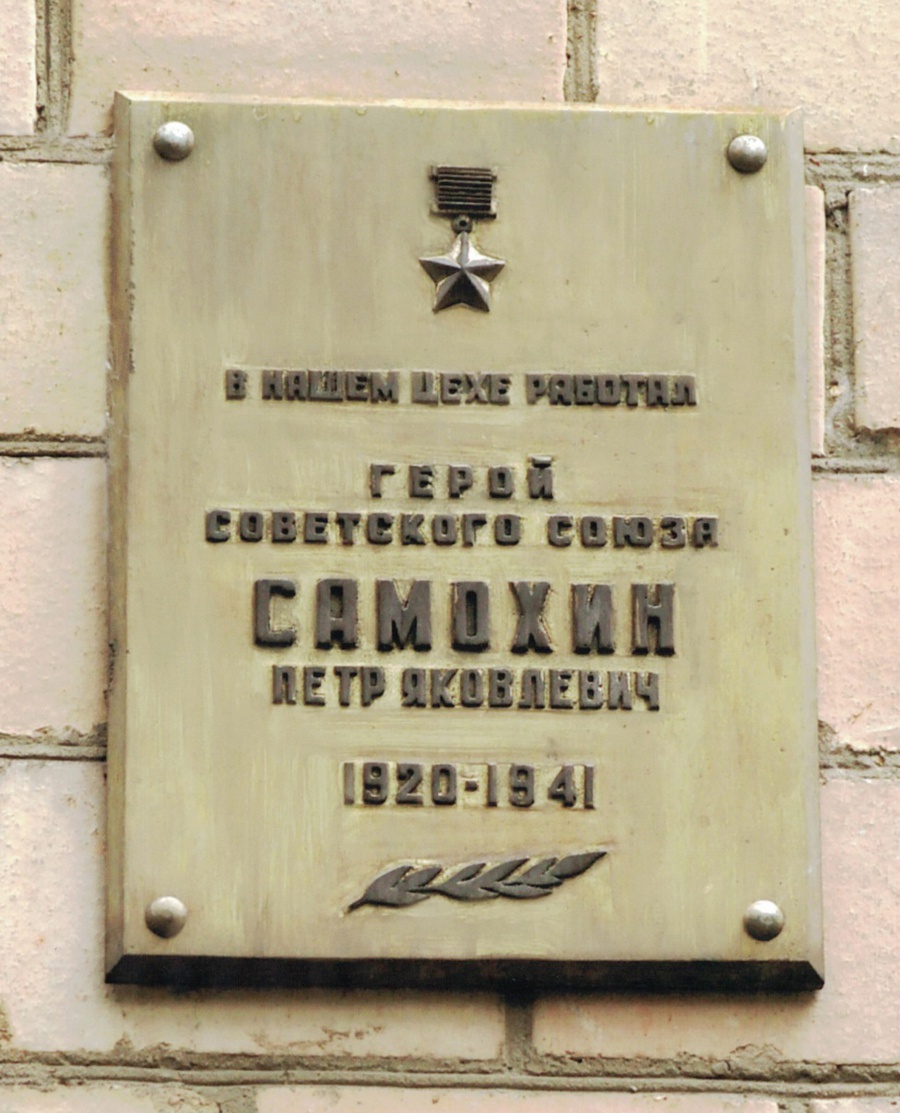 В НАШЕМ ЦЕХЕ РАБОТАЛ
ГЕРОЙ
СОВЕТСКОГО СОЮЗА
САМОХИН
ПЕТР ЯКОВЛЕВИЧ
1920-1941